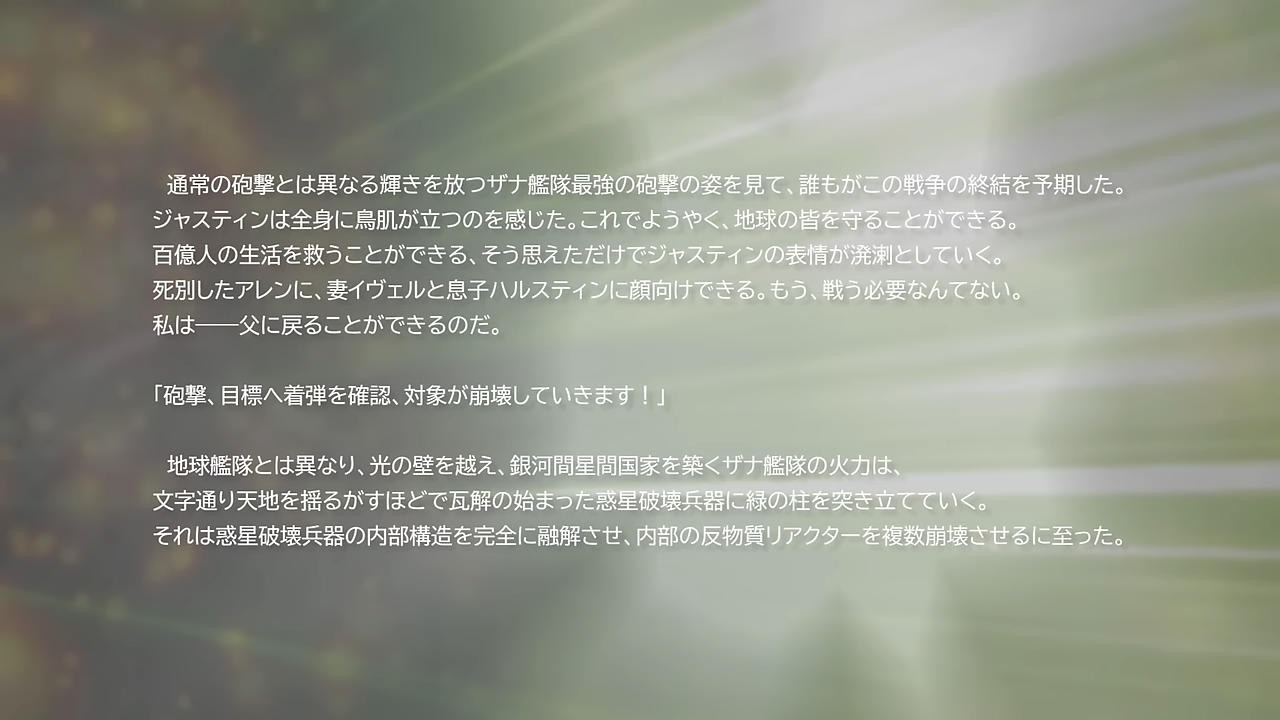 通常の砲撃とは異なる輝きを放つザナ艦隊最強の砲撃の姿を見て、誰もがこの戦争の終結を予期した。
ジャスティンは全身に鳥肌が立つのを感じた。これでようやく、地球の皆を守ることができる。
百億人の生活を救うことができる、そう思えただけでジャスティンの表情が溌溂としていく。
死別したアレンに、妻イヴェルと息子ハルスティンに顔向けできる。もう、戦う必要なんてない。
私は――父に戻ることができるのだ。
「砲撃、目標へ着弾を確認、対象が崩壊していきます！」
地球艦隊とは異なり、光の壁を越え、銀河間星間国家を築くザナ艦隊の火力は、
文字通り天地を揺るがすほどで瓦解の始まった惑星破壊兵器に緑の柱を突き立てていく。
それは惑星破壊兵器の内部構造を完全に融解させ、内部の反物質リアクターを複数崩壊させるに至った。